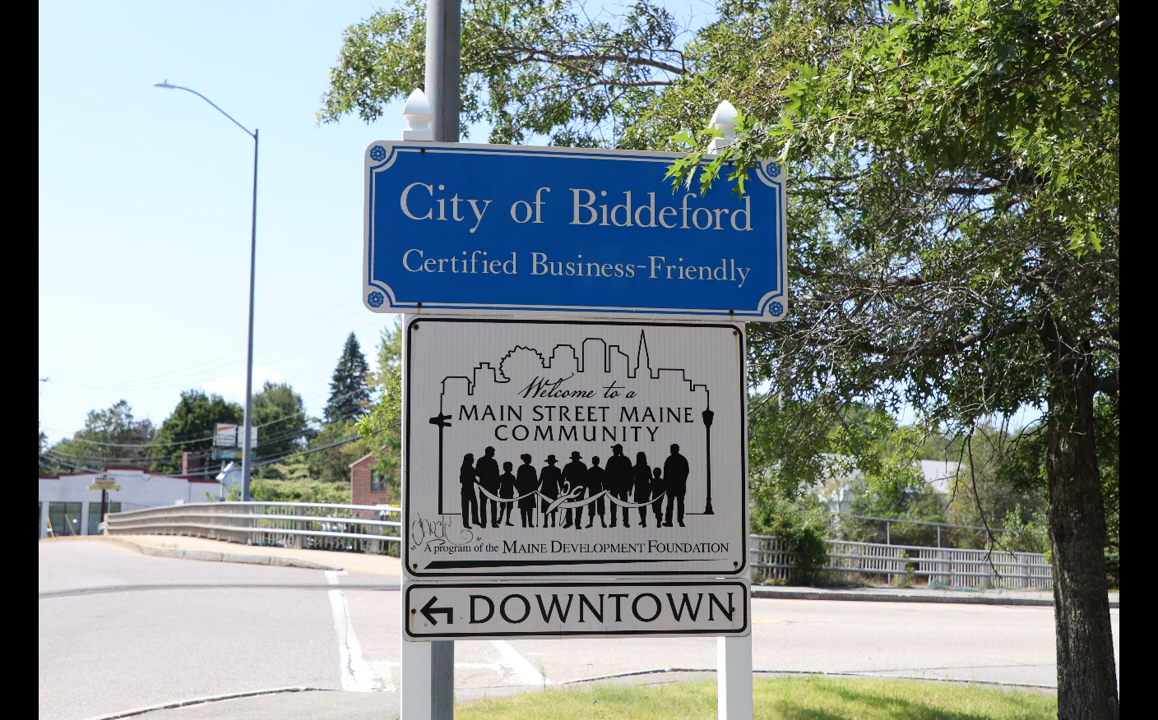 City of Biddeford
Certified Business-Friendly
Welcome to a
MAIN STREET MAINE
COMMUNITY
A program of the MAINE DEVELOPMENT FOUNDATION
DOWNTOWN